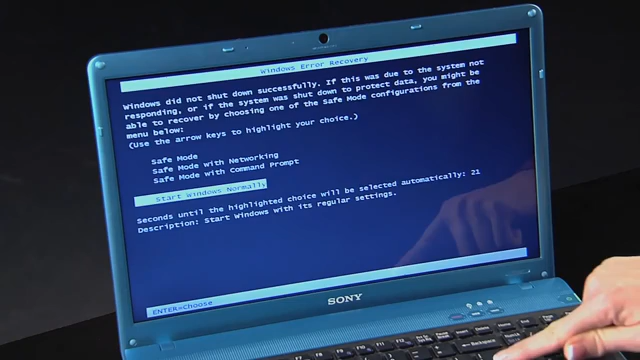 Windows Error Recovery
Windows did not shut down successfully. If this was due to the system not
responding, or if the system was shut down to protect data, you might be
able to recover by choosing one of the Safe Mode configurations from the
menu below:
(Use the arrow keys to highlight your choice.)
Safe Mode
Safe Mode with Networking
Safe Mode with Command Prompt
Start Windows Normally
Seconds until the highlighted choice will be selected automatically: 21
Description: Start Windows with its regular settings.
ENTER=Choose
SONY
Backspace